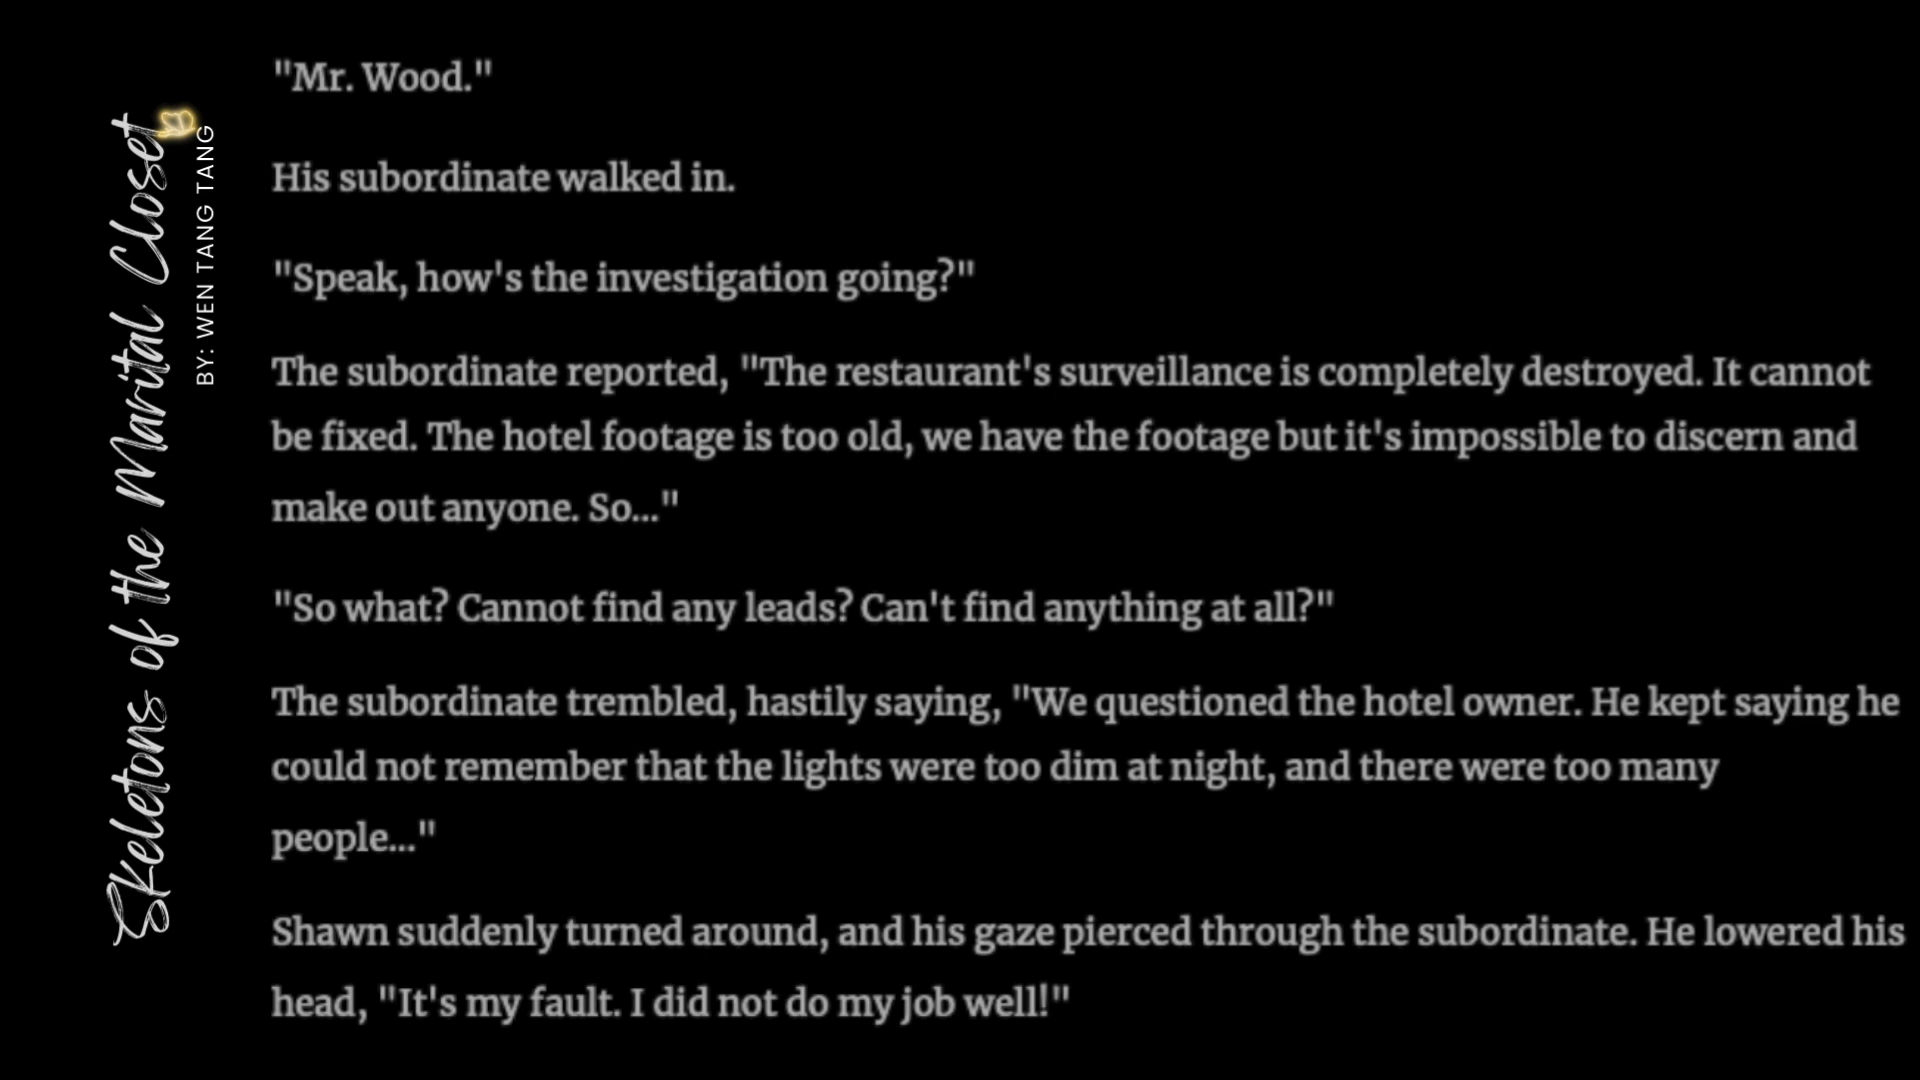 Skeletons of the Marital Closet
BY: WEN TANG TANG
"Mr. Wood."
His subordinate walked in.
"Speak, how's the investigation going?"
The subordinate reported, "The restaurant's surveillance is completely destroyed. It cannot
be fixed. The hotel footage is too old, we have the footage but it's impossible to discern and
make out anyone. So..."
"So what? Cannot find any leads? Can't find anything at all?"
The subordinate trembled, hastily saying, "We questioned the hotel owner. He kept saying he
could not remember that the lights were too dim at night, and there were too many
people..."
Shawn suddenly turned around, and his gaze pierced through the subordinate. He lowered his
head, "It's my fault. I did not do my job well!"